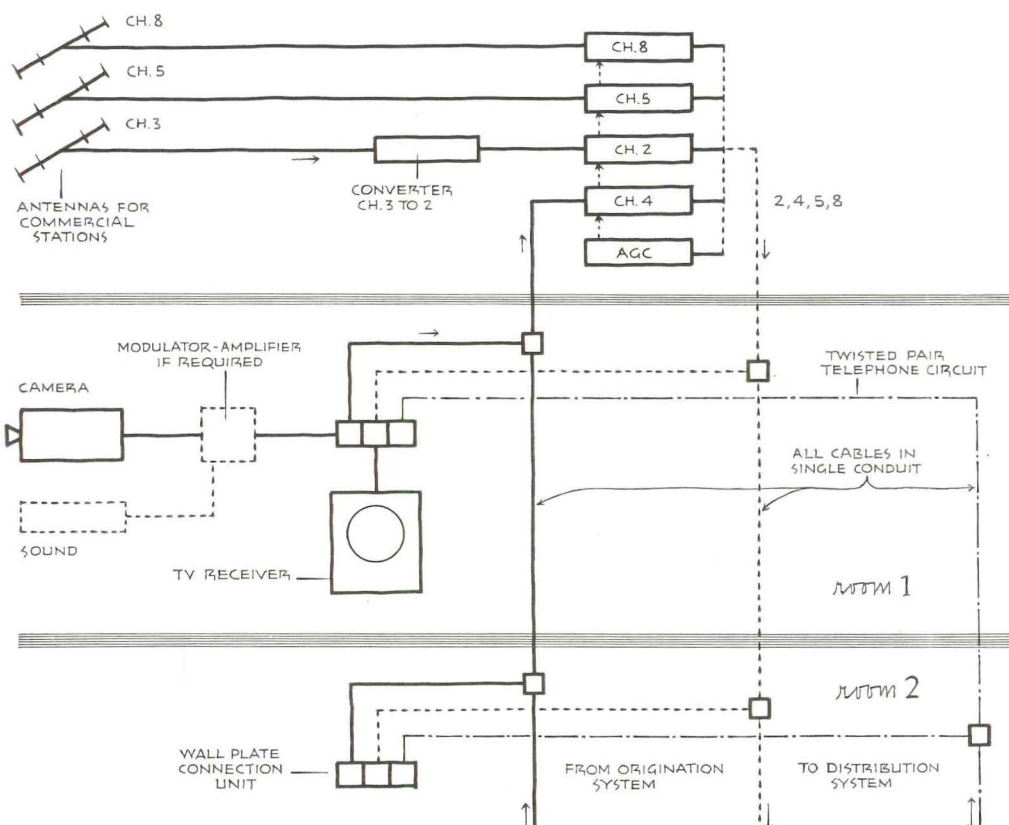 CH.8
CH.5
CH.3
ANTENNAS FOR
COMMERCIAL
STATIONS
CONVERTER
CH.3 TO 2
CH.8
CH.5
CH.2
CH.4
AGC
2,4,5,8
MODULATOR-AMPLIFIER
IF REQUIRED
CAMERA
SOUND
TV RECEIVER
TWISTED PAIR
TELEPHONE CIRCUIT
ALL CABLES IN
SINGLE CONDUIT
room 1
room 2
WALL PLATE
CONNECTION
UNIT
FROM ORIGINATION
SYSTEM
TO DISTRIBUTION
SYSTEM